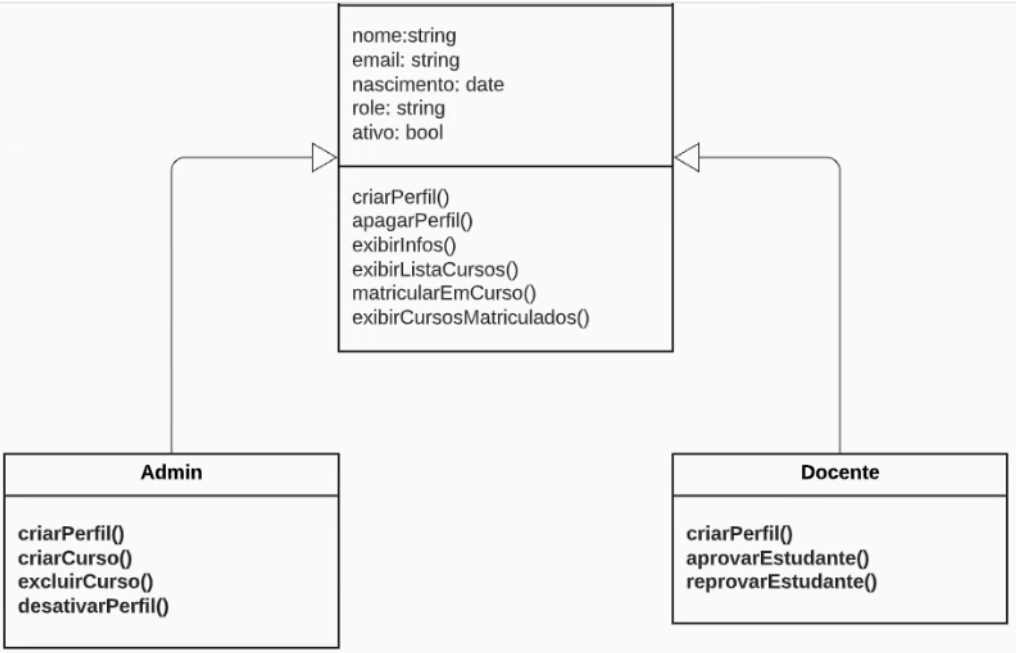 nome:string
email: string
nascimento: date
role: string
ativo: bool
criarPerfil()
apagarPerfil()
exibirInfos()
exibirListaCursos()
matricularEmCurso()
exibirCursosMatriculados()
Admin
criarPerfil()
criarCurso()
excluirCurso()
desativarPerfil()
Docente
criarPerfil()
aprovarEstudante()
reprovarEstudante()